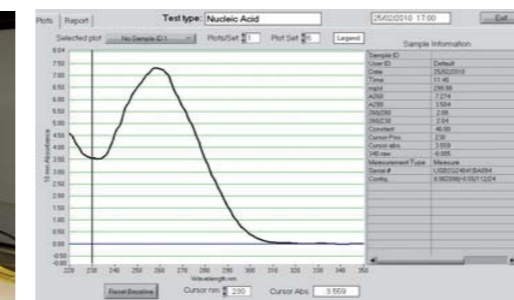 Plots Report Test type: Nucleic Acid 25/02/2010 17:00 Exit
Selected plot No Sample ID:1 Plots/Set 1 Plot Set 6 Legend
Sample Information
Sample ID
User ID Default
Date 25/02/2010
Time 11:46
A260 7.274
A280 3.504
260/280 2.08
260/230 2.04
Constant 40.00
Cursor Pos. 230
Cursor abs. 3.559
340 raw
Measurement Type Measure
Serial #
Config.
8.04
7.50
7.00
6.50
6.00
5.50
5.00
4.50
4.00
3.50
3.00
2.50
2.00
1.50
1.00
0.50
0.00
10 mm Absorbance
220 230 240 250 260 270 280 290 300 310 320 330 340 350
Wavelength nm
Reset Baseline Cursor nm 230 Cursor Abs. 3.559